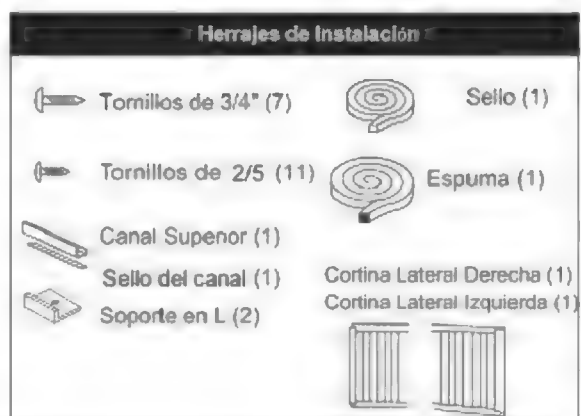 Herrajes de Instalación
Tornillos de 3/4" (7)
Tornillos de 2/5 (11)
Canal Superior (1)
Sello del canal (1)
Soporte en L (2)
Sello (1)
Espuma (1)
Cortina Lateral Derecha (1)
Cortina Lateral Izquierda (1)